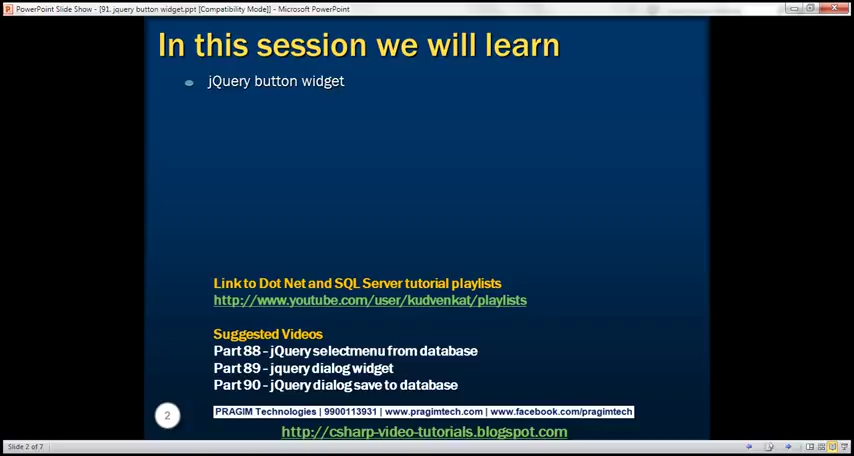 PowerPoint Slide Show - [91. jquery button widget.ppt [Compatibility Mode]] - Microsoft PowerPoint
In this session we will learn
jQuery button widget
Link to Dot Net and SQL Server tutorial playlists
http://www.youtube.com/user/kudvenkat/playlists
Suggested Videos
Part 88 - jQuery selectmenu from database
Part 89 - jquery dialog widget
Part 90 - jQuery dialog save to database
2
PRAGIM Technologies | 9900113931 | www.pragimtech.com | www.facebook.com/pragimtech
http://csharp-video-tutorials.blogspot.com
Slide 2 of 7